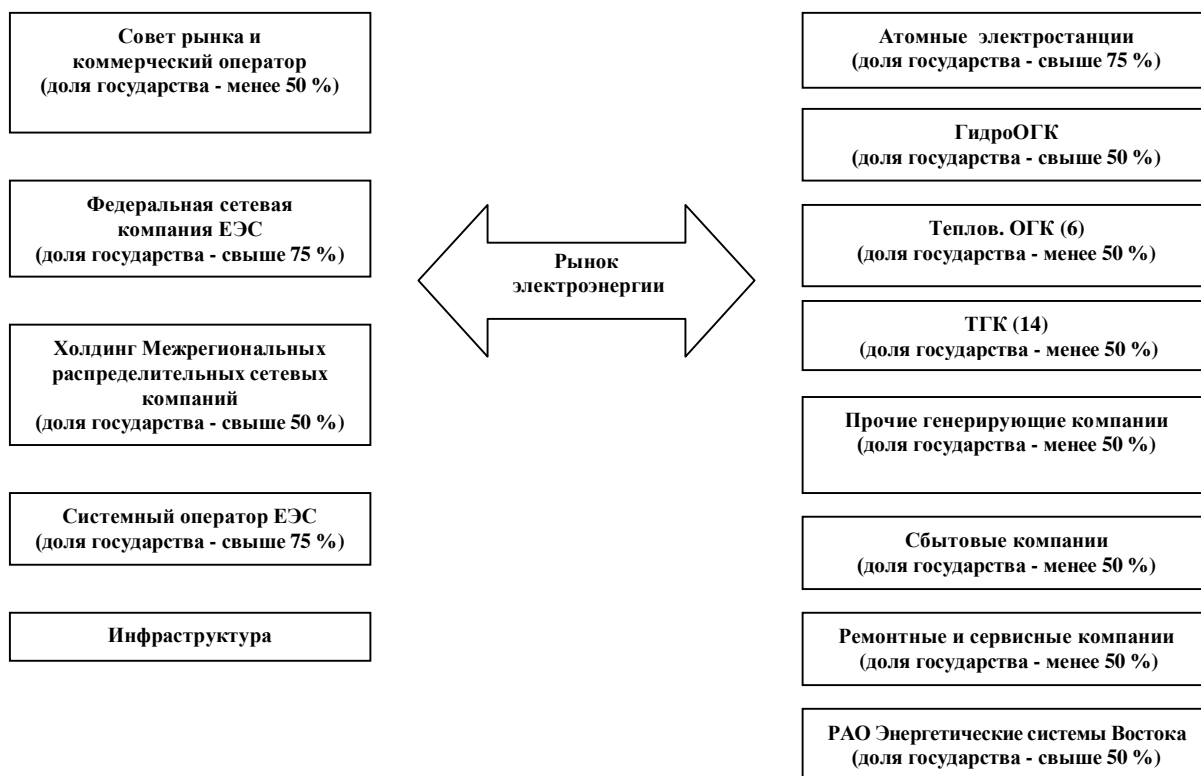 Совет рынка и
коммерческий оператор
(доля государства - менее 50 %)
Федеральная сетевая
компания ЕЭС
(доля государства - свыше 75 %)
Холдинг Межрегиональных
распределительных сетевых
компаний
(доля государства - свыше 50 %)
Системный оператор ЕЭС
(доля государства - свыше 75 %)
Инфраструктура
Рынок
электроэнергии
Атомные электростанции
(доля государства - свыше 75 %)
ГидроОГК
(доля государства - свыше 50 %)
Теплов. ОГК (6)
(доля государства - менее 50 %)
ТГК (14)
(доля государства - менее 50 %)
Прочие генерирующие компании
(доля государства - менее 50 %)
Сбытовые компании
(доля государства - менее 50 %)
Ремонтные и сервисные компании
(доля государства - менее 50 %)
РАО Энергетические системы Востока
(доля государства - свыше 50 %)